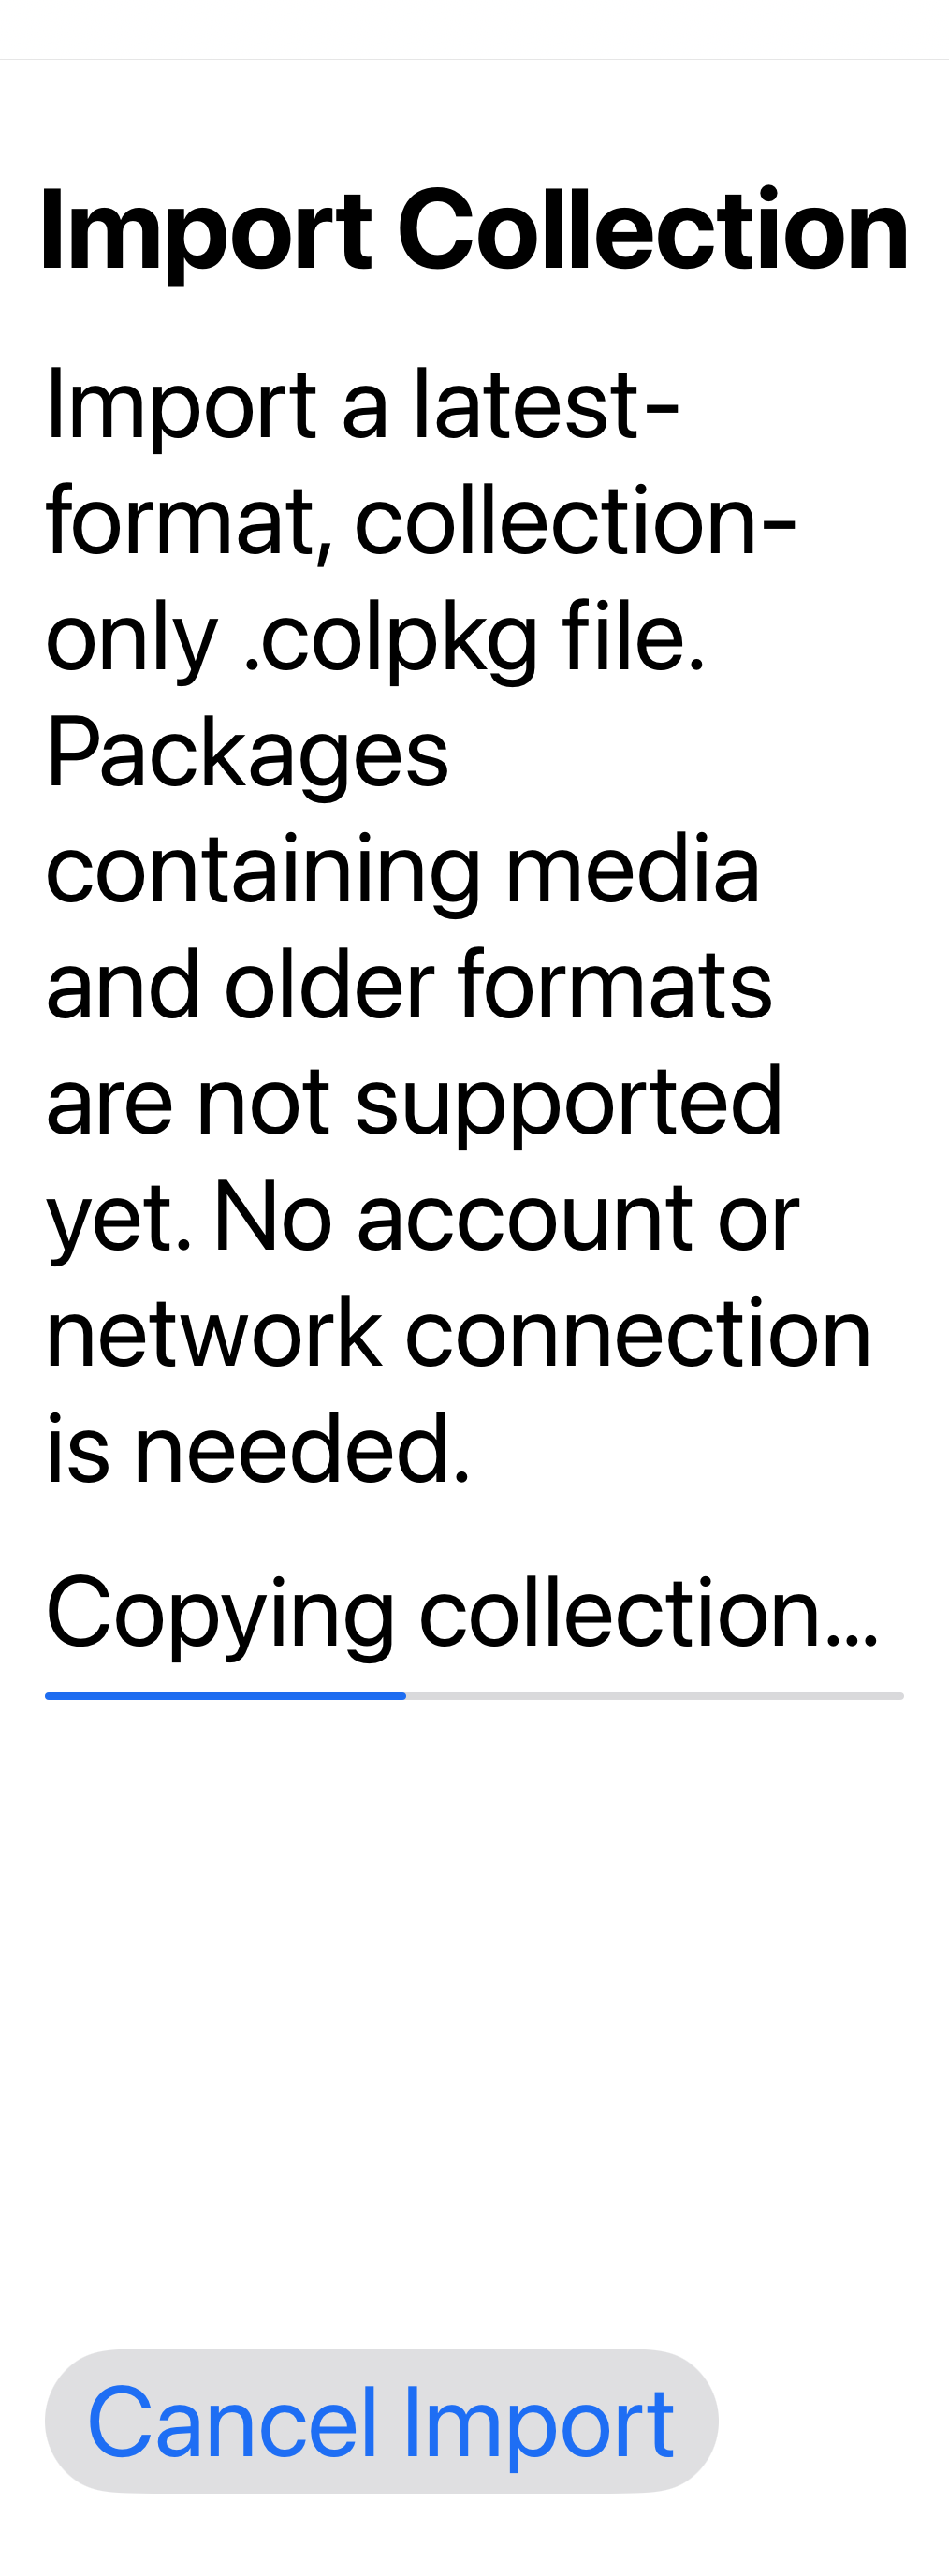 Import Collection
Import a latest-
format, collection-
only .colpkg file.
Packages
containing media
and older formats
are not supported
yet. No account or
network connection
is needed.
Copying collection...
Cancel Import